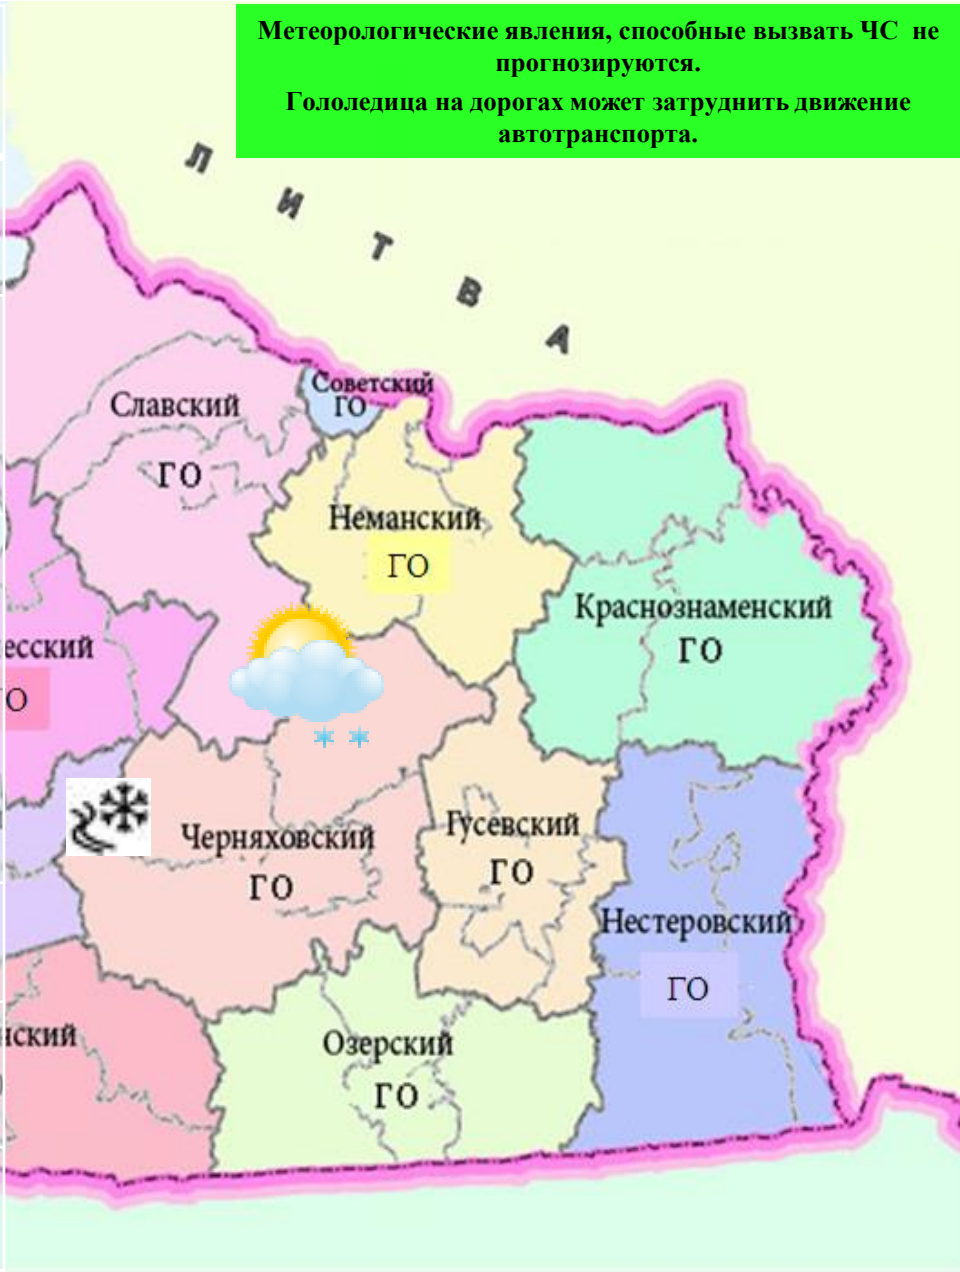 Метеорологические явления, способные вызвать ЧС не
прогнозируются.
Гололедица на дорогах может затруднить движение
автотранспорта.
Л И Т В А
Советский
ГО
Славский
ГО
Неманский
ГО
Краснознаменский
ГО
есский
О
Черняховский
ГО
Гусевский
ГО
Нестеровский
ГО
нский
Озерский
ГО